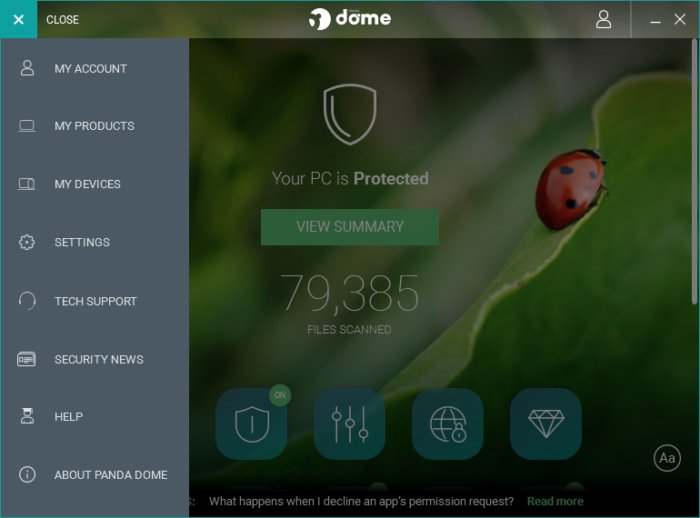 CLOSE
panda
dome
MY ACCOUNT
MY PRODUCTS
MY DEVICES
SETTINGS
TECH SUPPORT
SECURITY NEWS
HELP
ABOUT PANDA DOME
Your PC is Protected
VIEW SUMMARY
79,385
FILES SCANNED
ON
Aa
S: What happens when I decline an app's permission request? Read more